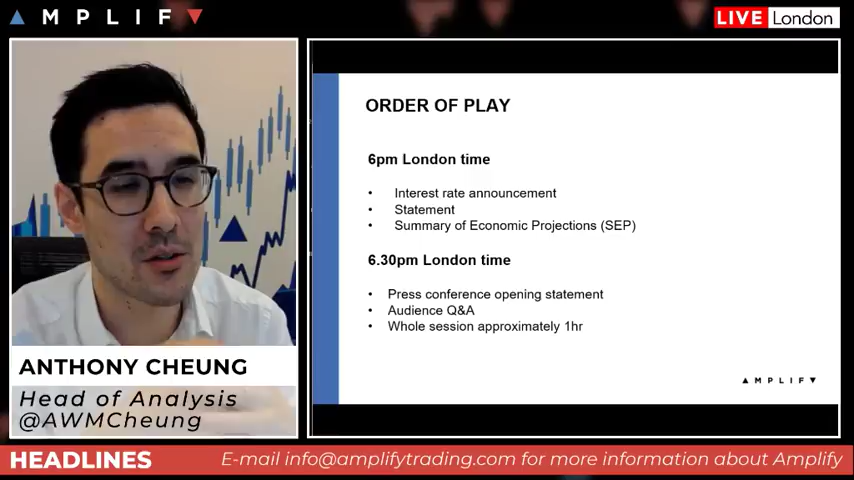 ▲ M P L I F ▼
LIVE London
ORDER OF PLAY
6pm London time
• Interest rate announcement
• Statement
• Summary of Economic Projections (SEP)
6.30pm London time
• Press conference opening statement
• Audience Q&A
• Whole session approximately 1hr
▲ M P L I F ▼
ANTHONY CHEUNG
Head of Analysis
@AWMCheung
HEADLINES E-mail info@amplifytrading.com for more information about Amplify